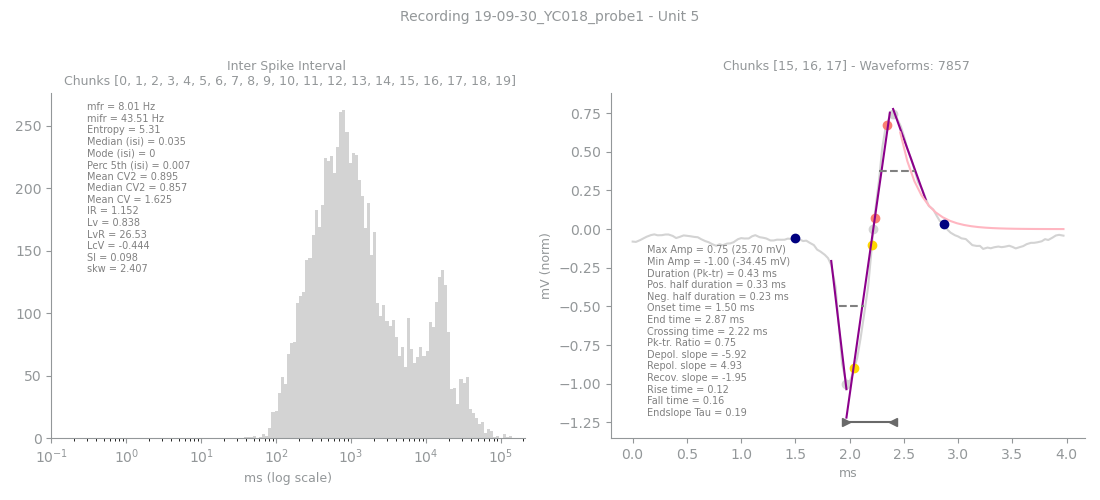 Recording 19-09-30_YC018_probe1 - Unit 5
Inter Spike Interval
Chunks [0, 1, 2, 3, 4, 5, 6, 7, 8, 9, 10, 11, 12, 13, 14, 15, 16, 17, 18, 19]
mfr = 8.01 Hz
mifr = 43.51 Hz
Entropy = 5.31
Median (isi) = 0.035
Mode (isi) = 0
Perc 5th (isi) = 0.007
Mean CV2 = 0.895
Median CV2 = 0.857
Mean CV = 1.625
IR = 1.152
Lv = 0.838
LvR = 26.53
LcV = -0.444
SI = 0.098
skw = 2.407
250
200
150
100
50
0
10⁻¹ 10⁰ 10¹ 10² 10³ 10⁴ 10⁵
ms (log scale)
Chunks [15, 16, 17] - Waveforms: 7857
mV (norm)
0.75
0.50
0.25
0.00
−0.25
−0.50
−0.75
−1.00
−1.25
Max Amp = 0.75 (25.70 mV)
Min Amp = -1.00 (-34.45 mV)
Duration (Pk-tr) = 0.43 ms
Pos. half duration = 0.33 ms
Neg. half duration = 0.23 ms
Onset time = 1.50 ms
End time = 2.87 ms
Crossing time = 2.22 ms
Pk-tr. Ratio = 0.75
Depol. slope = -5.92
Repol. slope = 4.93
Recov. slope = -1.95
Rise time = 0.12
Fall time = 0.16
Endslope Tau = 0.19
0.0 0.5 1.0 1.5 2.0 2.5 3.0 3.5 4.0
ms